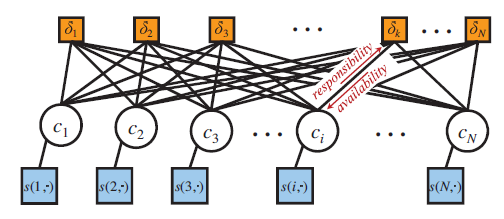 δ1 δ2 δ3 ... δk ... δN
responsibility
availability
c1 c2 c3 ... ci ... cN
s(1,·) s(2,·) s(3,·) s(i,·) s(N,·)